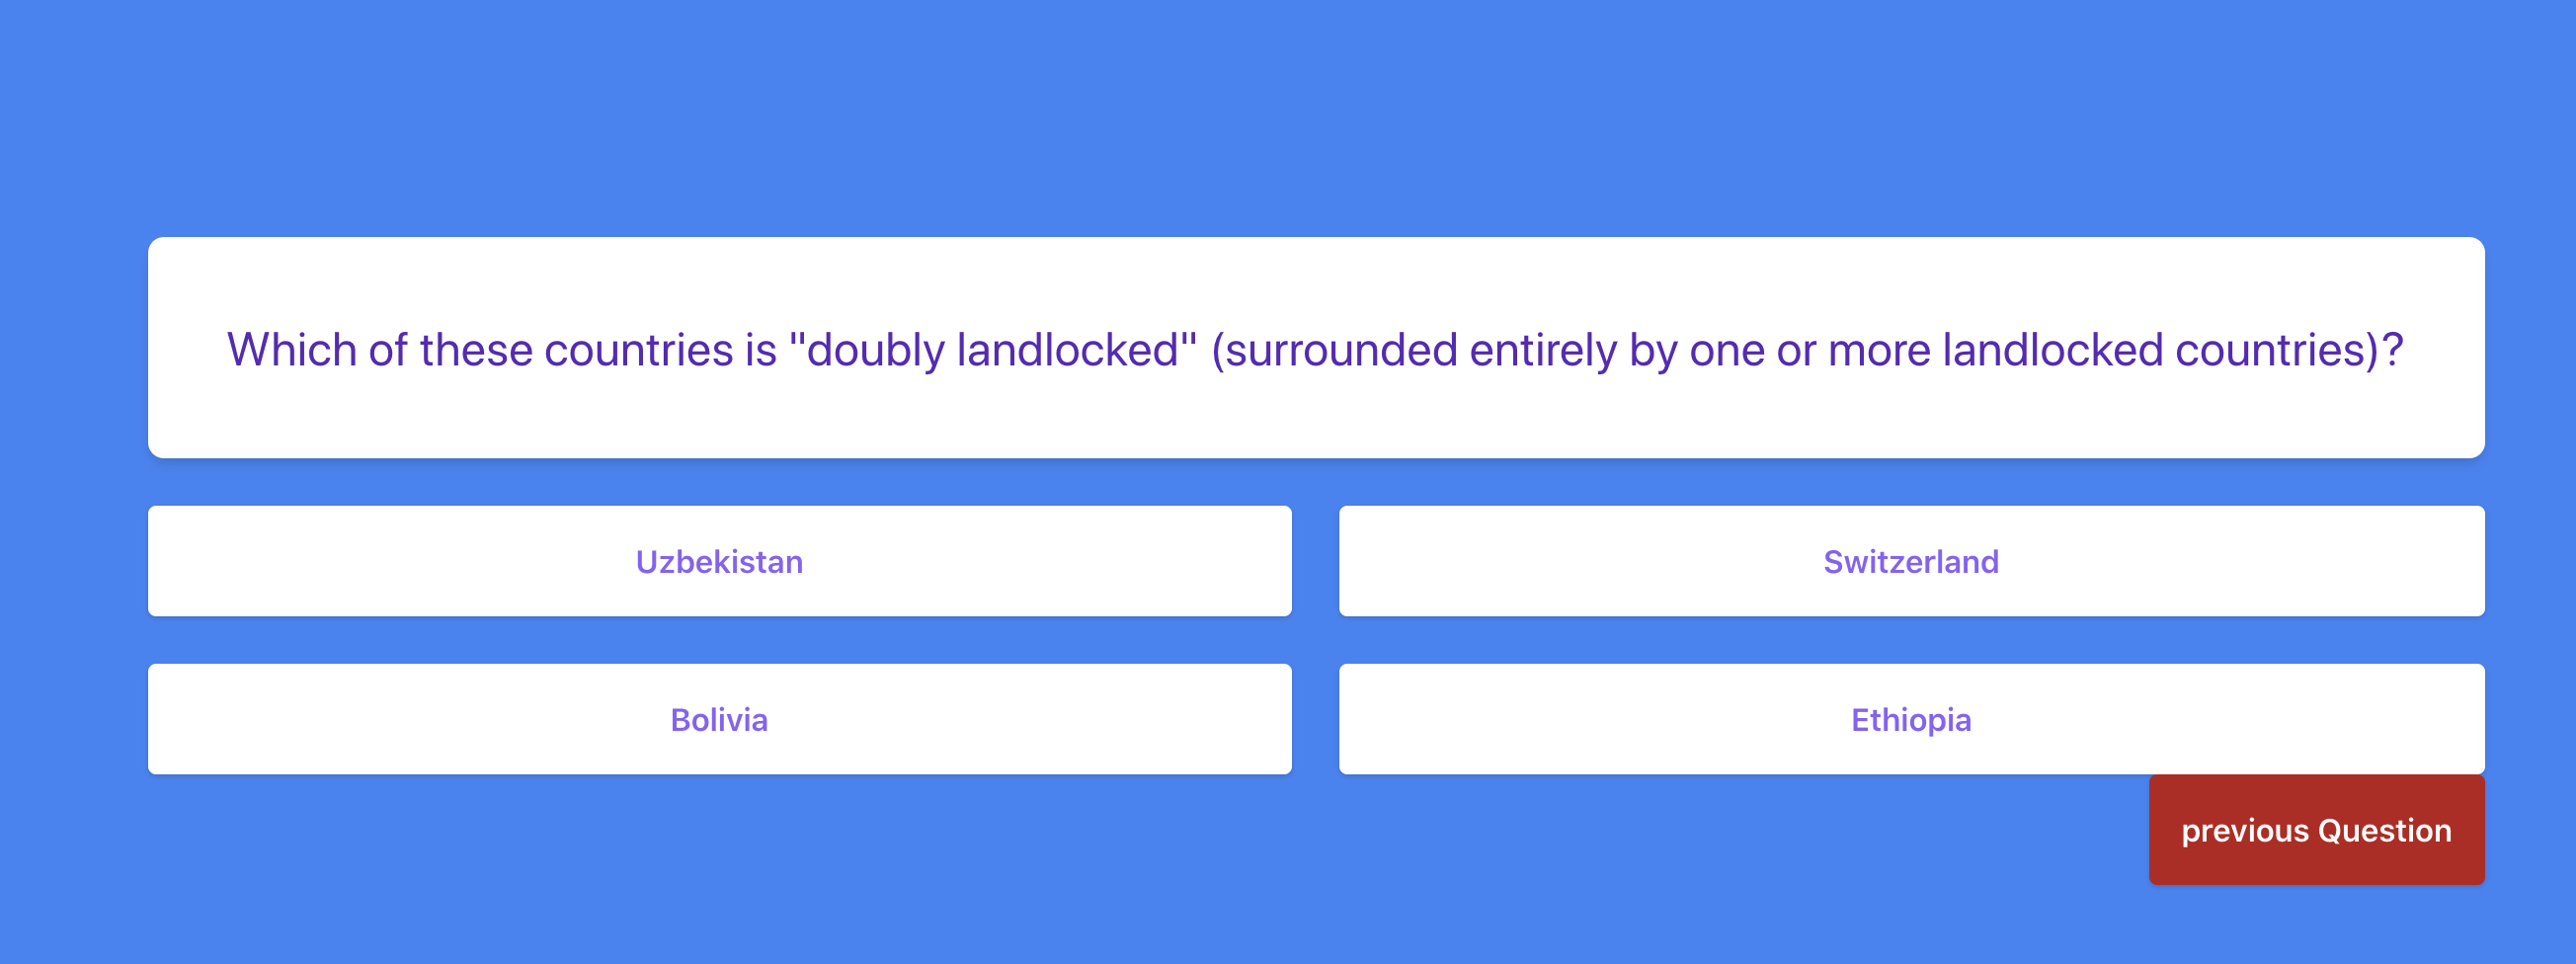 Which of these countries is "doubly landlocked" (surrounded entirely by one or more landlocked countries)?
Uzbekistan
Switzerland
Bolivia
Ethiopia
previous Question